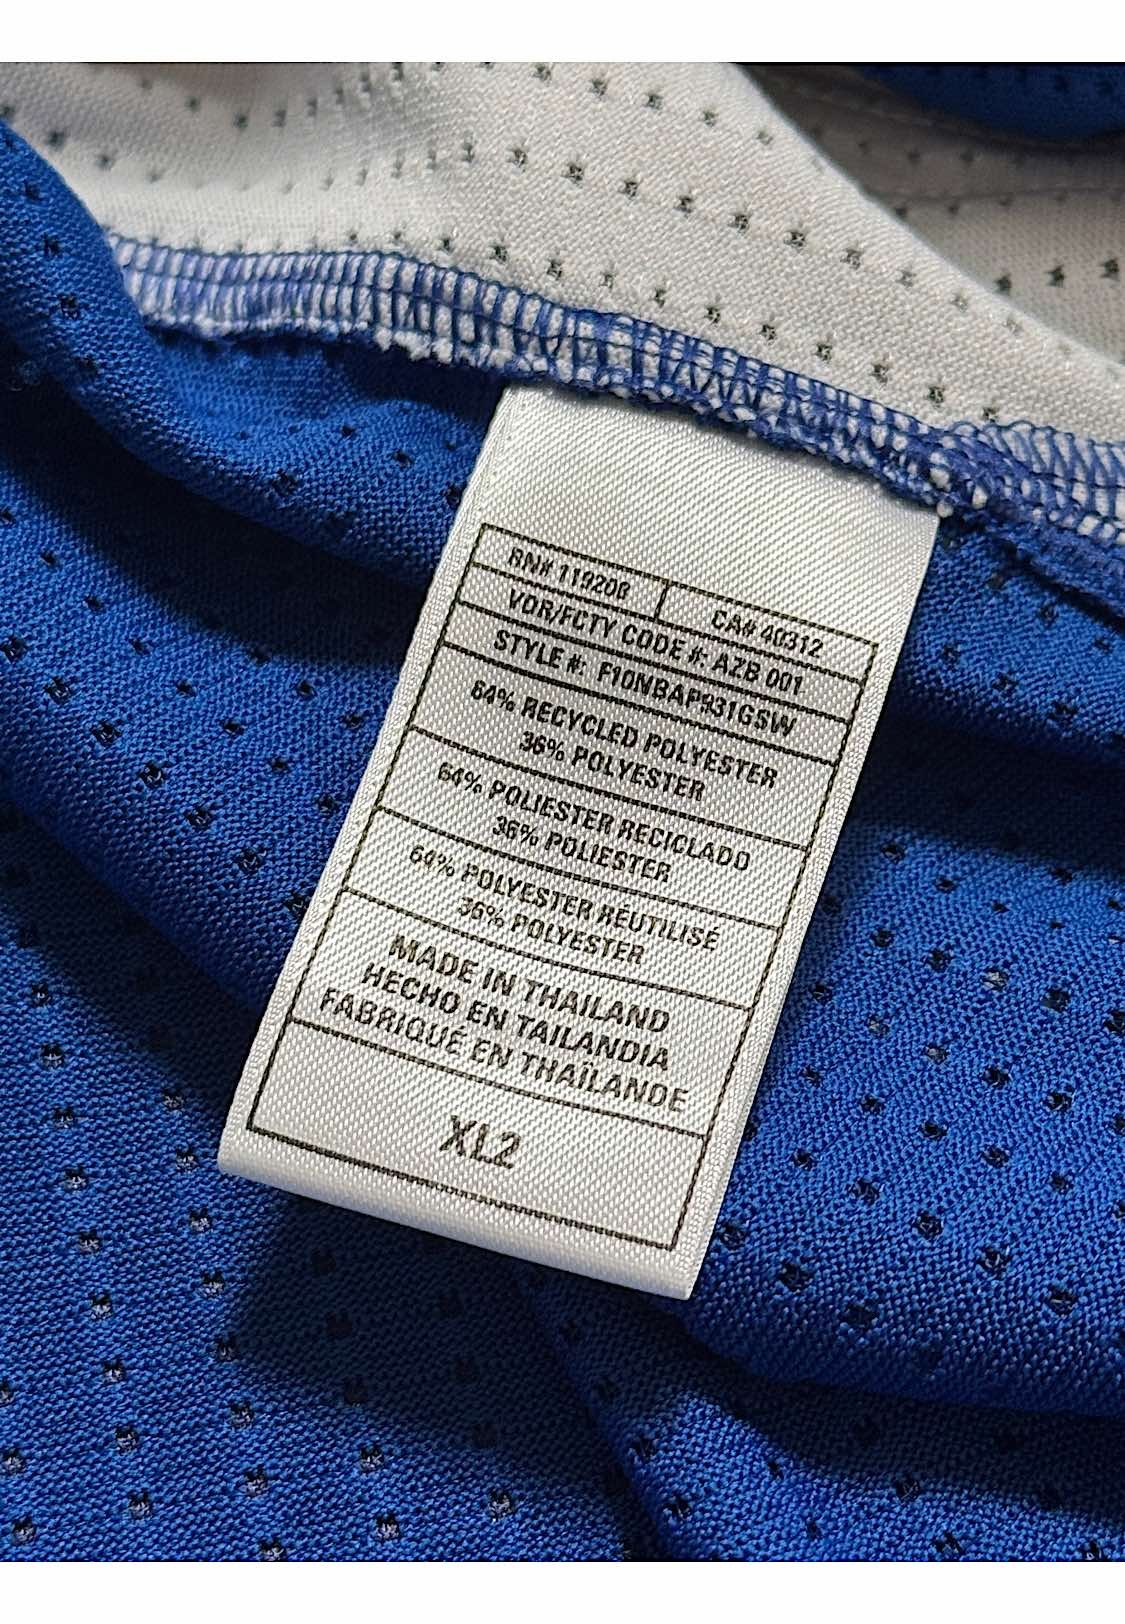 RN# 119200 CA# 40312
VDR/FCTY CODE #: AZB 001
STYLE #: F10NBAP931GSW
64% RECYCLED POLYESTER
36% POLYESTER
64% POLIESTER RECICLADO
36% POLIESTER
64% POLYESTER RÉUTILISÉ
36% POLYESTER
MADE IN THAILAND
HECHO EN TAILANDIA
FABRIQUÉ EN THAÏLANDE
XL2